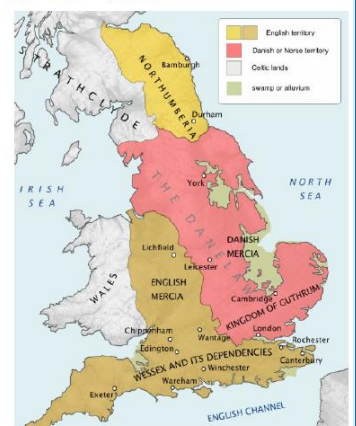 English territory
Danish or Norse territory
Celtic lands
swamp or alluvium
STRATHCLYDE
NORTHUMBERIA
Bamburgh
Durham
IRISH
SEA
NORTH
SEA
York
THE DANELAW
DANISH
MERCIA
Lichfield
Leicester
ENGLISH
MERCIA
WALES
Cambridge
KINGDOM OF GUTHRUM
Chippenham
Wantage
London
Rochester
Edington
Canterbury
WESSEX AND ITS DEPENDENCIES
Winchester
Wareham
Exeter
ENGLISH CHANNEL